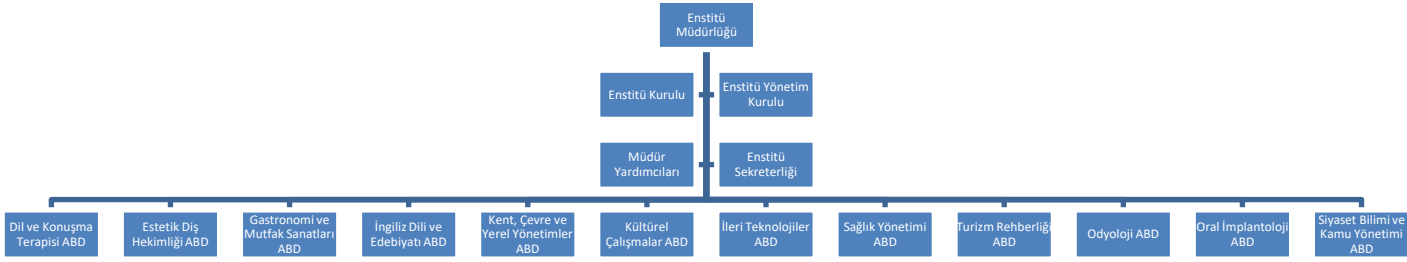 Enstitü
Müdürlüğü
Enstitü Kurulu
Enstitü Yönetim
Kurulu
Müdür
Yardımcıları
Enstitü
Sekreterliği
Dil ve Konuşma
Terapisi ABD
Estetik Diş
Hekimliği ABD
Gastronomi ve
Mutfak Sanatları
ABD
İngiliz Dili ve
Edebiyatı ABD
Kent, Çevre ve
Yerel Yönetimler
ABD
Kültürel
Çalışmalar ABD
İleri Teknolojiler
ABD
Sağlık Yönetimi
ABD
Turizm Rehberliği
ABD
Odyoloji ABD
Oral İmplantoloji
ABD
Siyaset Bilimi ve
Kamu Yönetimi
ABD